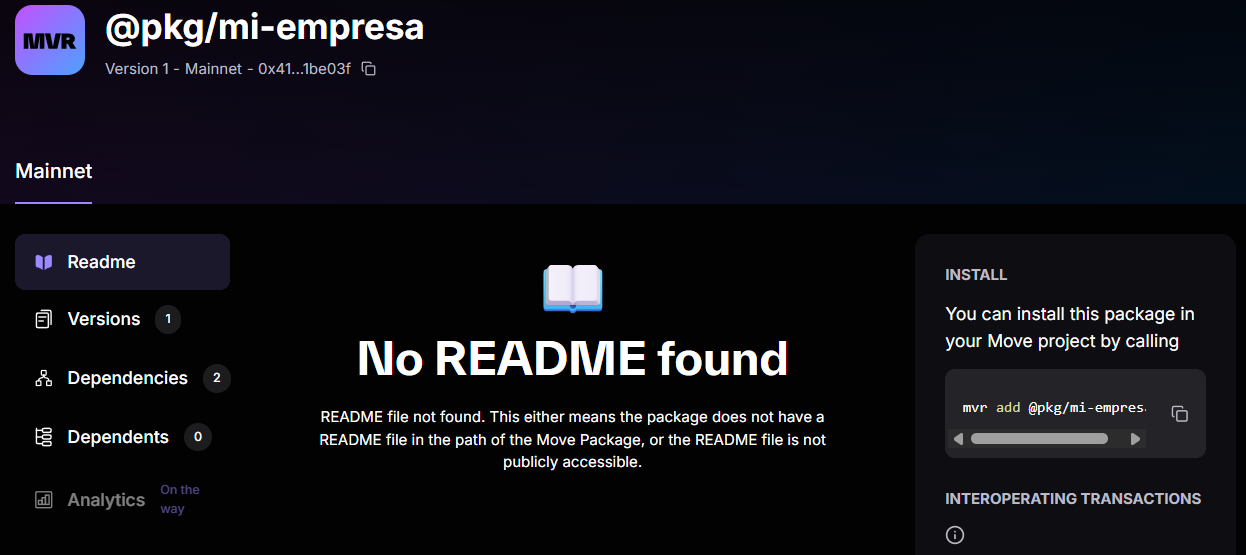 MVR
@pkg/mi-empresa
Version 1 - Mainnet - 0x41...1be03f
Mainnet
Readme
Versions 1
Dependencies 2
Dependents 0
Analytics On the
way
No README found
README file not found. This either means the package does not have a
README file in the path of the Move Package, or the README file is not
publicly accessible.
INSTALL
You can install this package in
your Move project by calling
mvr add @pkg/mi-empres
INTEROPERATING TRANSACTIONS